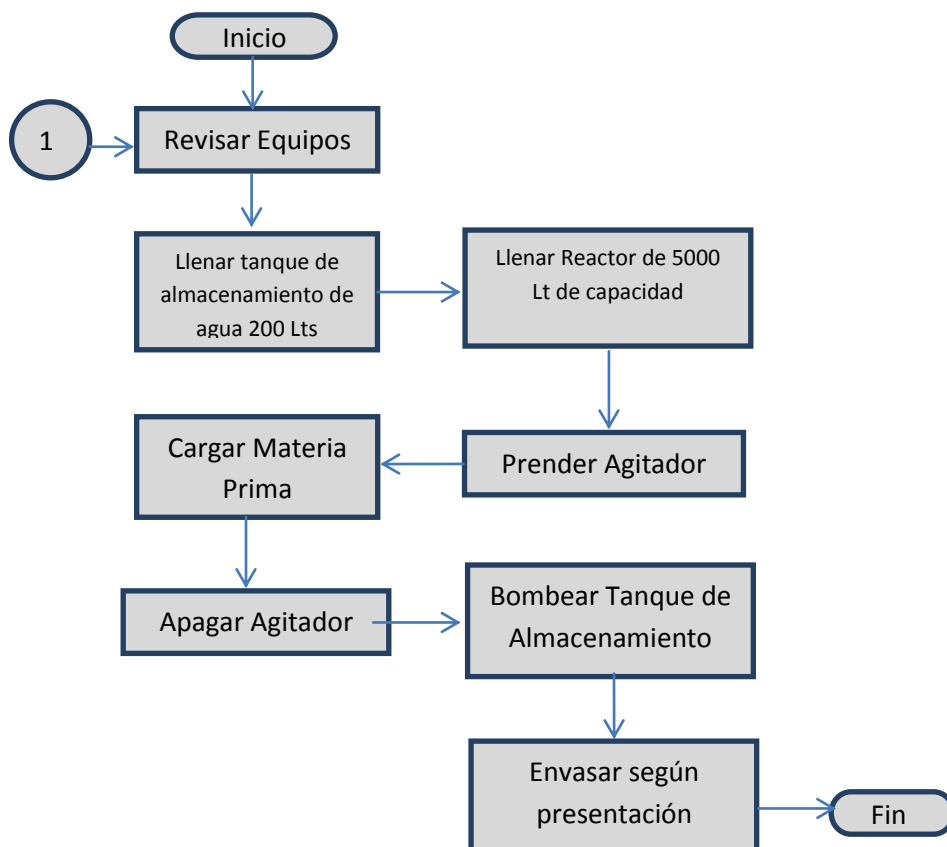 Inicio
1
Revisar Equipos
Llenar tanque de
almacenamiento de
agua 200 Lts
Llenar Reactor de 5000
Lt de capacidad
Prender Agitador
Cargar Materia
Prima
Apagar Agitador
Bombear Tanque de
Almacenamiento
Envasar según
presentación
Fin